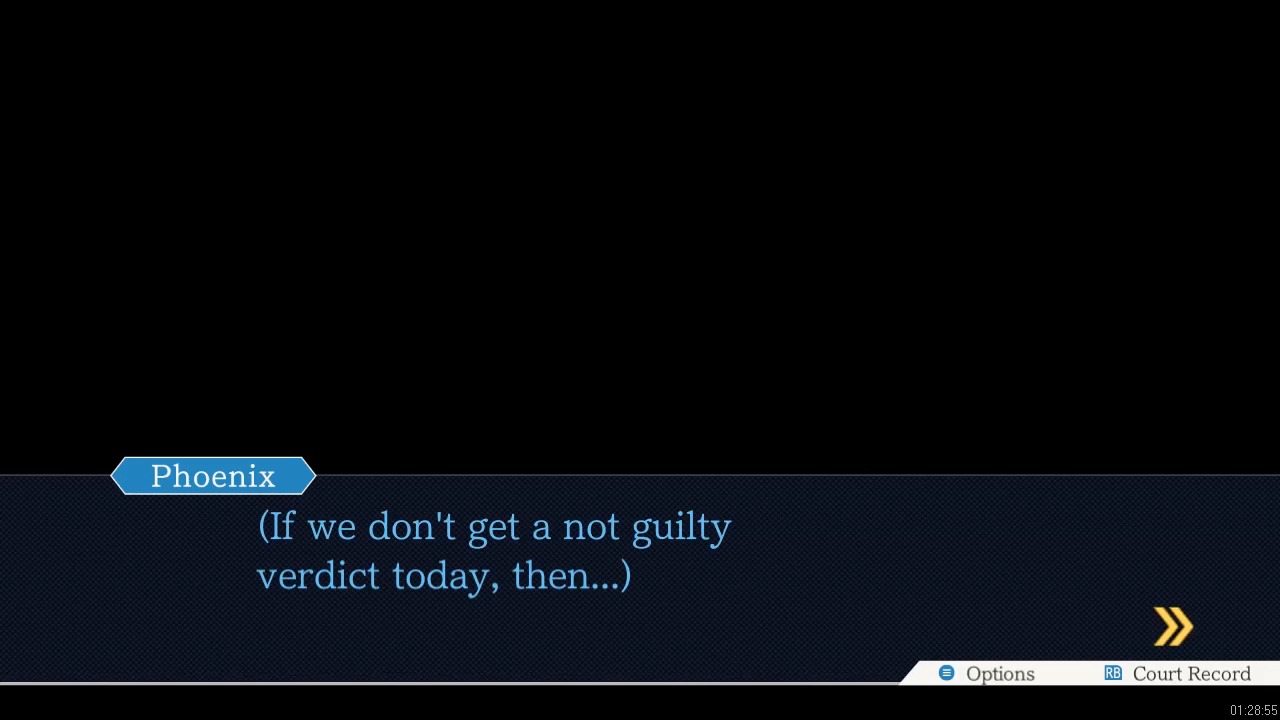 Phoenix
(If we don't get a not guilty
verdict today, then...)
Options
RB Court Record
01:28:55